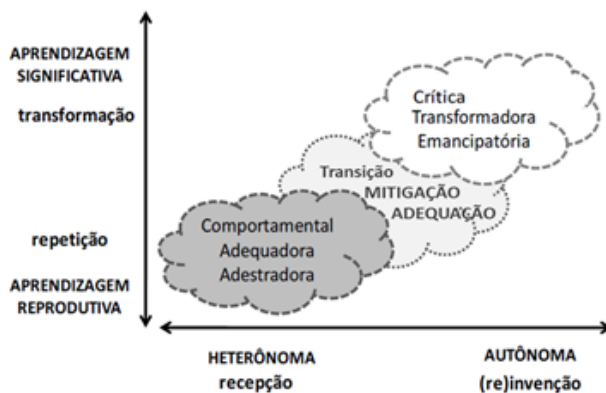 APRENDIZAGEM
SIGNIFICATIVA
transformação
Crítica
Transformadora
Emancipatória
Transição
MITIGAÇÃO
ADEQUAÇÃO
Comportamental
Adequadora
Adestradora
repetição
APRENDIZAGEM
REPRODUTIVA
HETERÔNOMA
recepção
AUTÔNOMA
(re)invenção